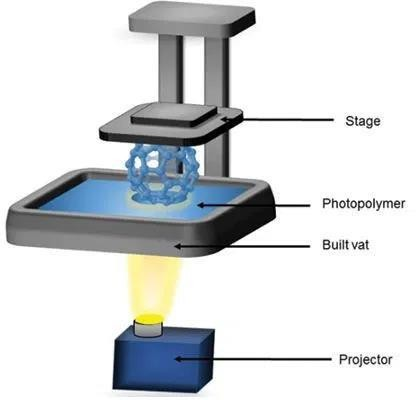 Stage
Photopolymer
Built vat
Projector